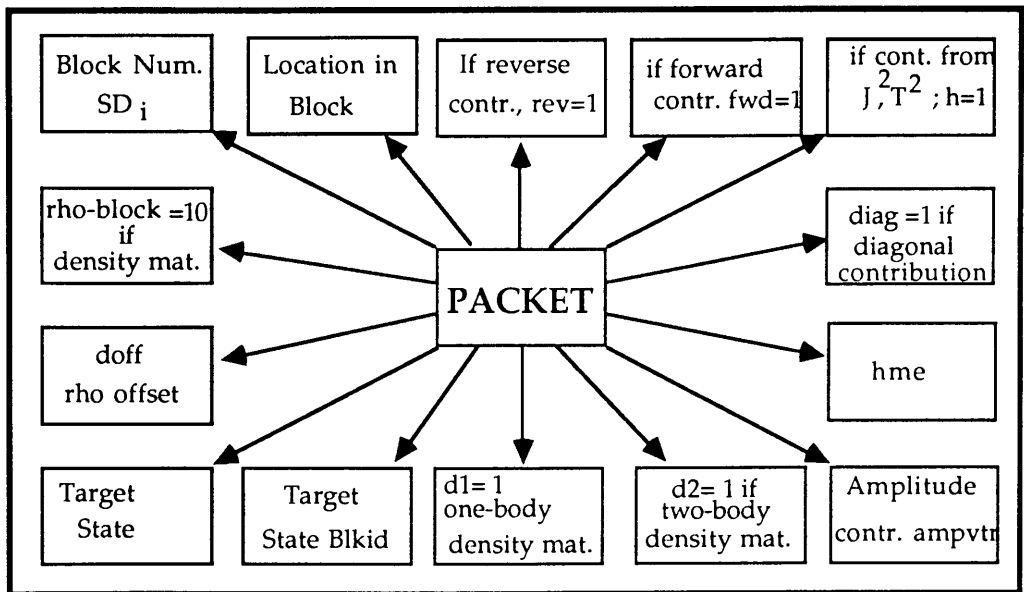 Block Num.
SD i
Location in
Block
If reverse
contr., rev=1
if forward
contr. fwd=1
if cont. from
J ,2 T2 ; h=1
rho-block =10
if
density mat.
diag =1 if
diagonal
contribution
PACKET
doff
rho offset
hme
Target
State
Target
State Blkid
d1= 1
one-body
density mat.
d2= 1 if
two-body
density mat.
Amplitude
contr. ampvtr